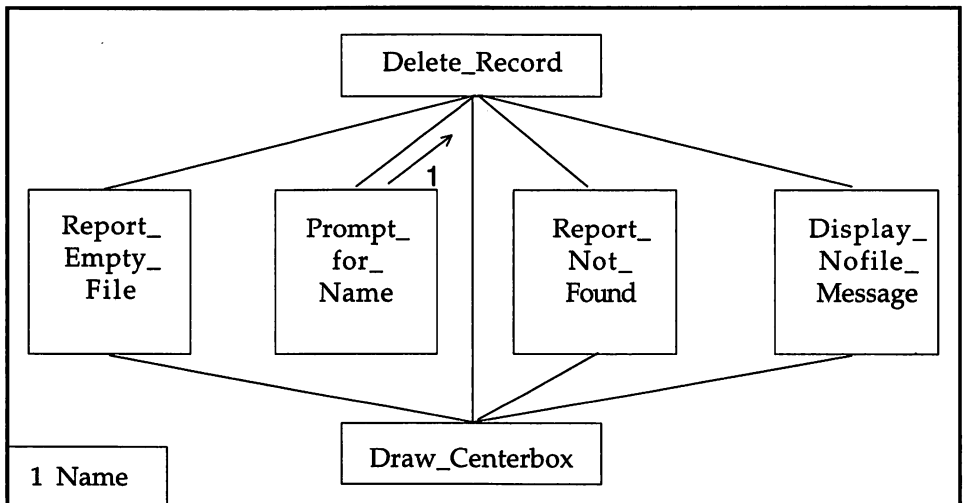 Delete_Record
1
Report_
Empty_
File
Prompt_
for_
Name
Report_
Not_
Found
Display_
Nofile_
Message
Draw_Centerbox
1 Name